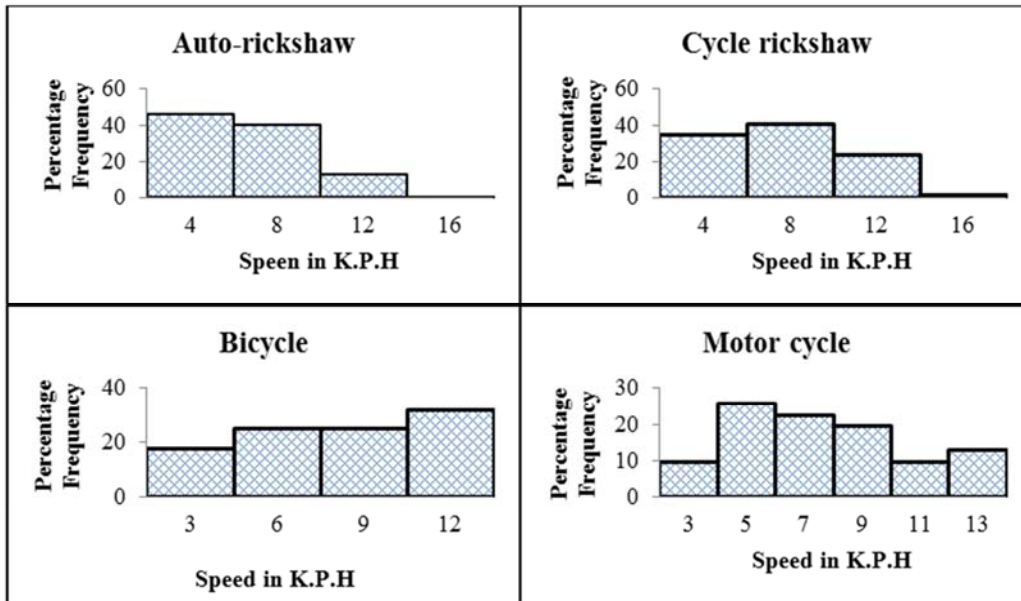 Auto-rickshaw
Percentage
Frequency
60
40
20
0
4 8 12 16
Speen in K.P.H
Cycle rickshaw
Percentage
Frequency
60
40
20
0
4 8 12 16
Speed in K.P.H
Bicycle
Percentage
Frequency
40
20
0
3 6 9 12
Speed in K.P.H
Motor cycle
Percentage
Frequency
30
20
10
0
3 5 7 9 11 13
Speed in K.P.H